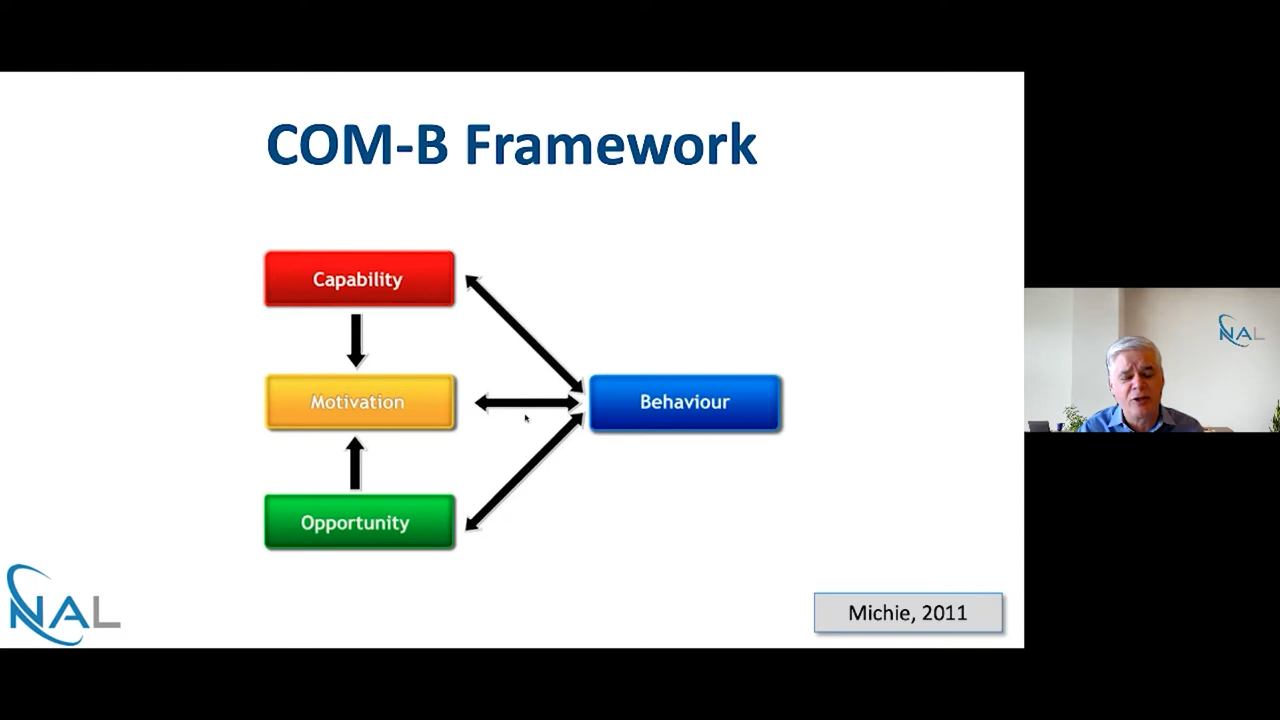 COM-B Framework
Capability
Motivation
Behaviour
Opportunity
NAL
Michie, 2011
NAL